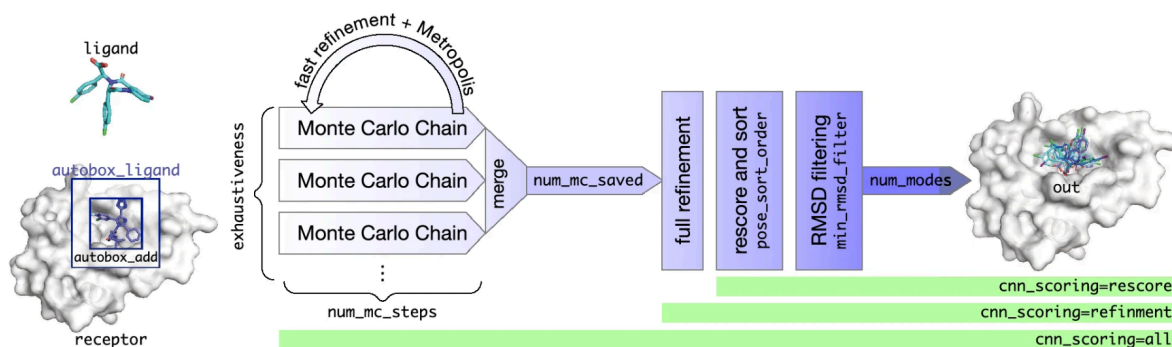 ligand
autobox_ligand
autobox_add
receptor
exhaustiveness
fast refinement + Metropolis
Monte Carlo Chain
Monte Carlo Chain
Monte Carlo Chain
⋮
num_mc_steps
merge
num_mc_saved
full refinement
rescore and sort
pose_sort_order
RMSD filtering
min_rmsd_filter
num_modes
out
cnn_scoring=rescore
cnn_scoring=refinment
cnn_scoring=all